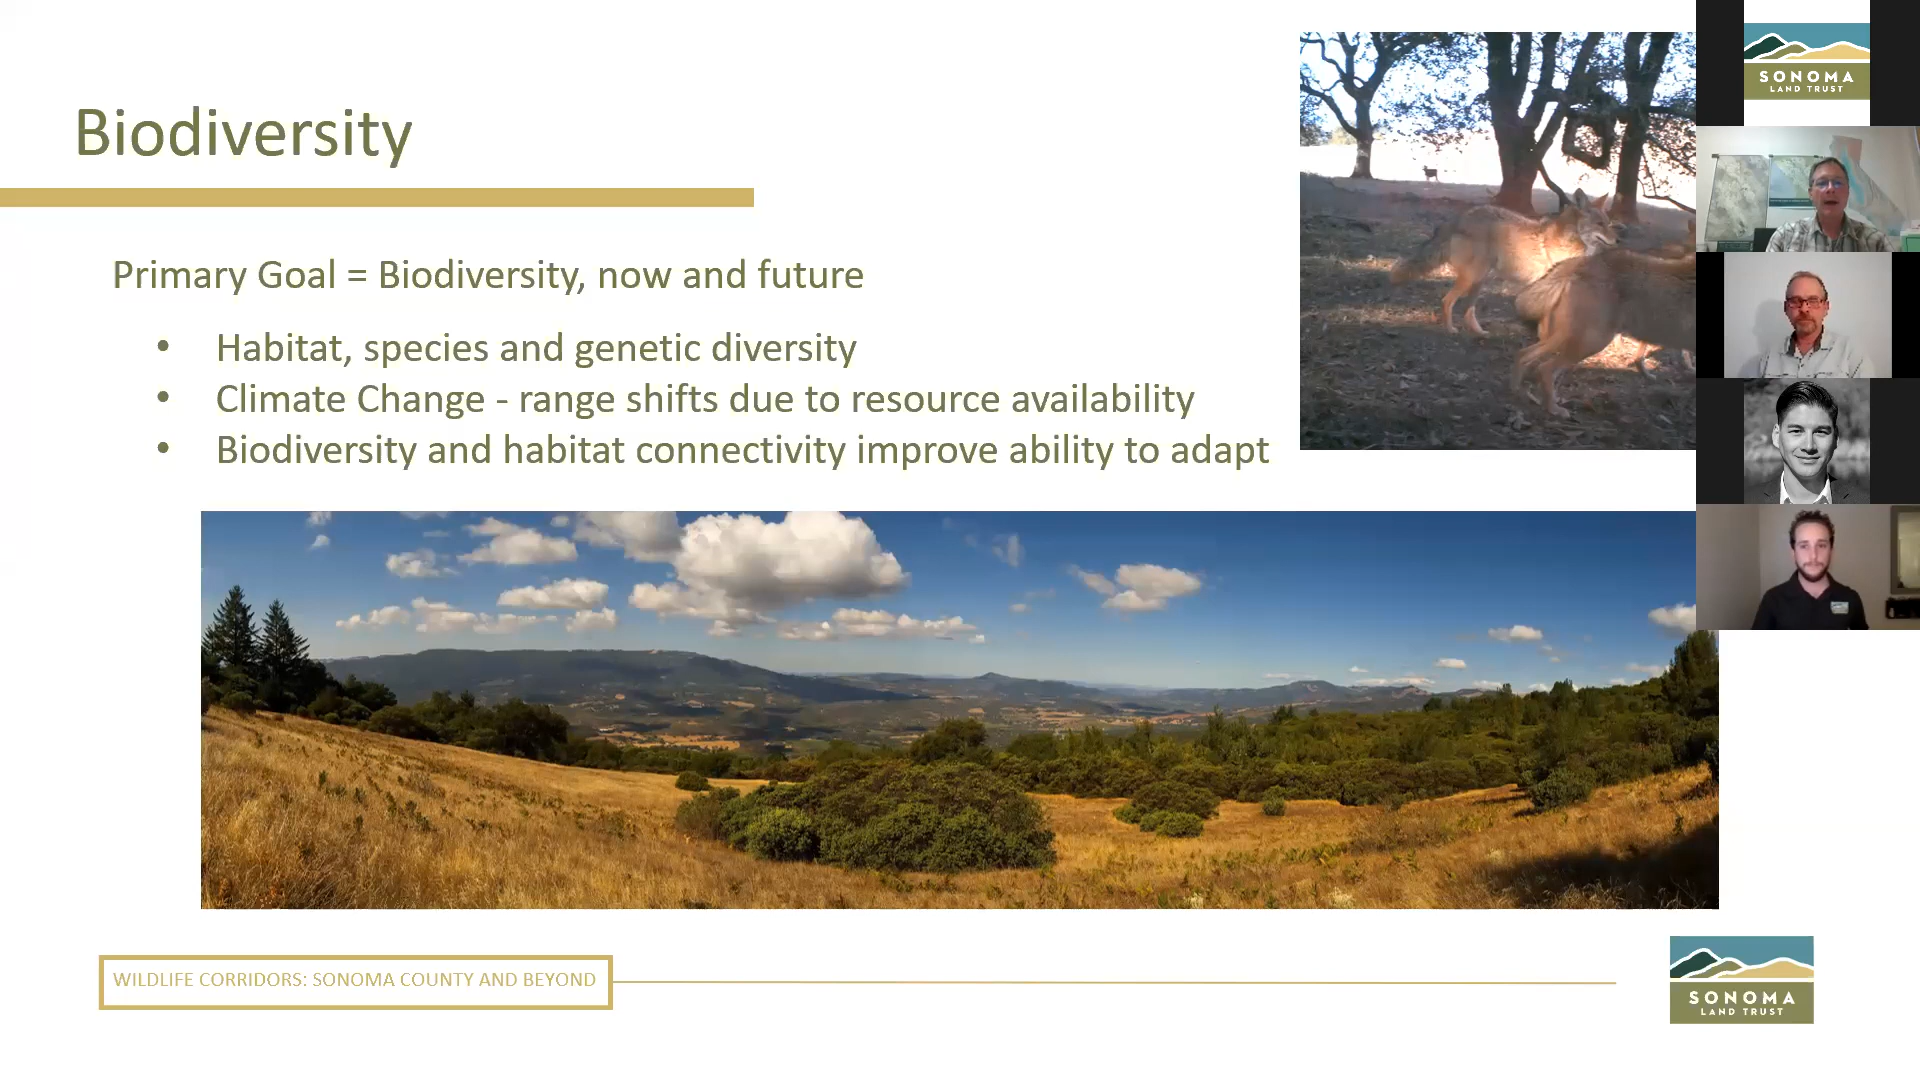 Biodiversity
Primary Goal = Biodiversity, now and future
• Habitat, species and genetic diversity
• Climate Change - range shifts due to resource availability
• Biodiversity and habitat connectivity improve ability to adapt
WILDLIFE CORRIDORS: SONOMA COUNTY AND BEYOND
SONOMA
LAND TRUST
SONOMA
LAND TRUST